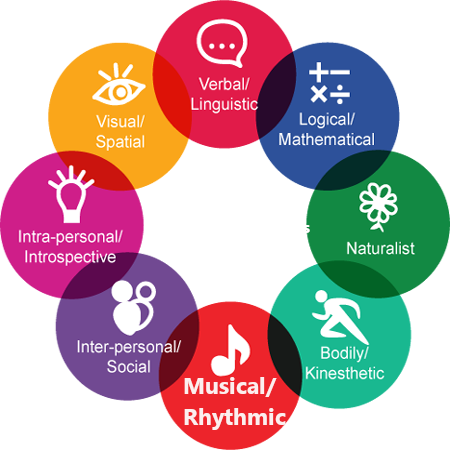 Verbal/
Linguistic
Logical/
Mathematical
Naturalist
Bodily/
Kinesthetic
Musical/
Rhythmic
Inter-personal/
Social
Intra-personal/
Introspective
Visual/
Spatial